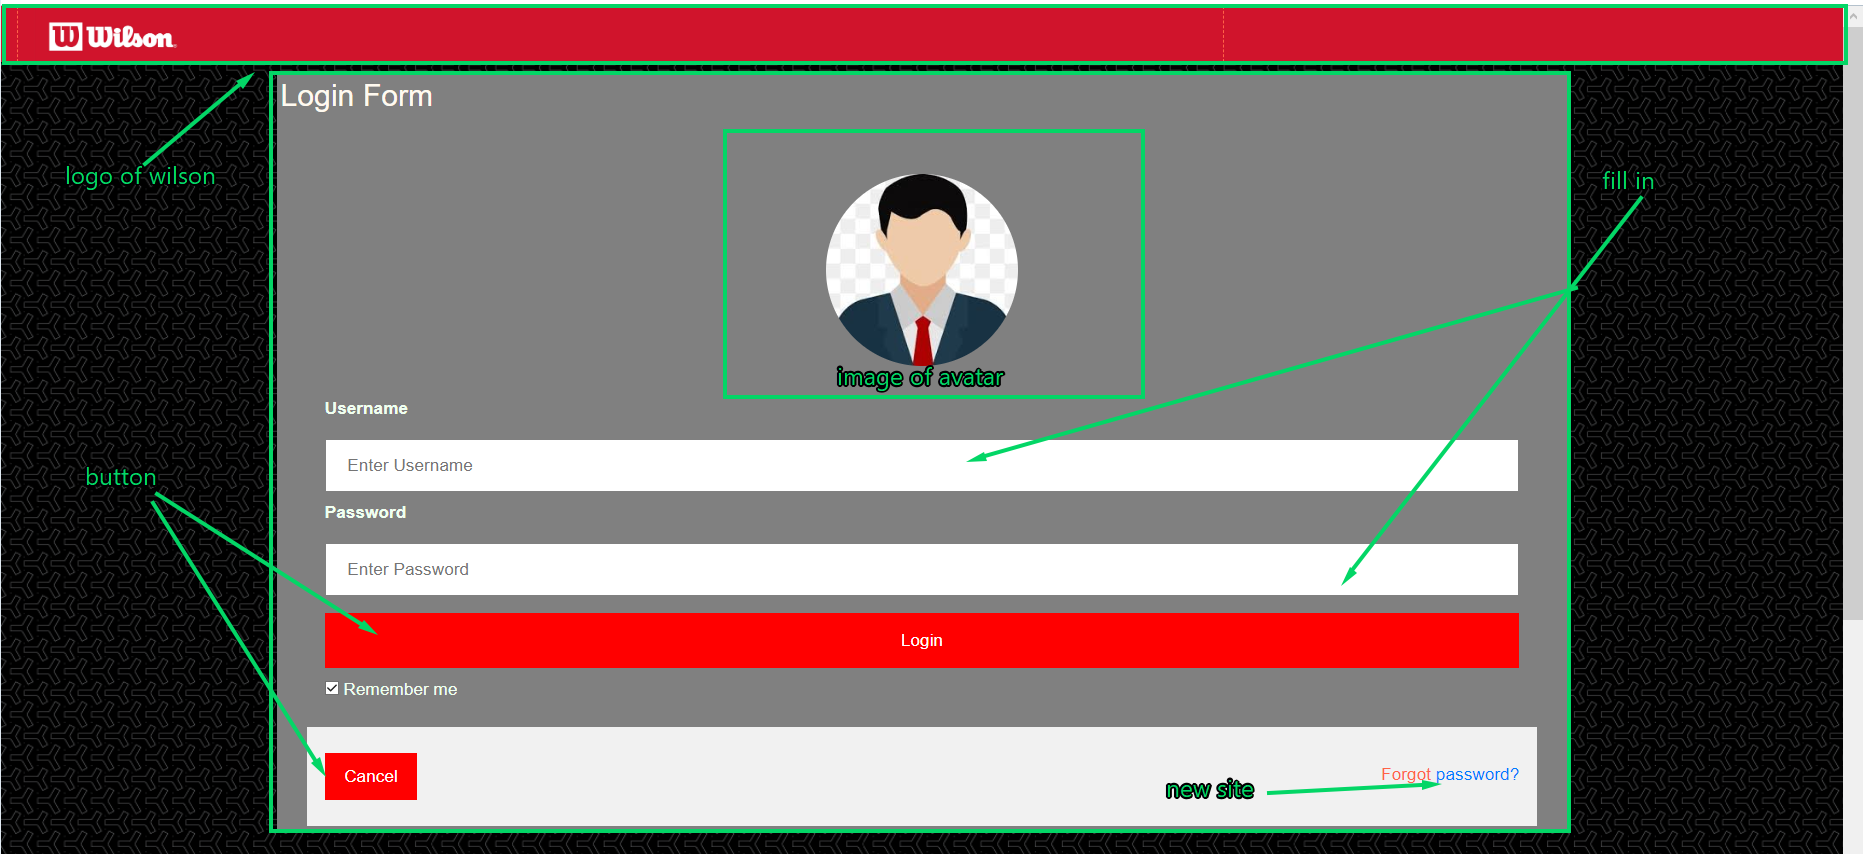 W Wilson
Login Form
logo of wilson
fill in
image of avatar
Username
Enter Username
button
Password
Enter Password
Login
Remember me
Cancel
Forgot password?
new site